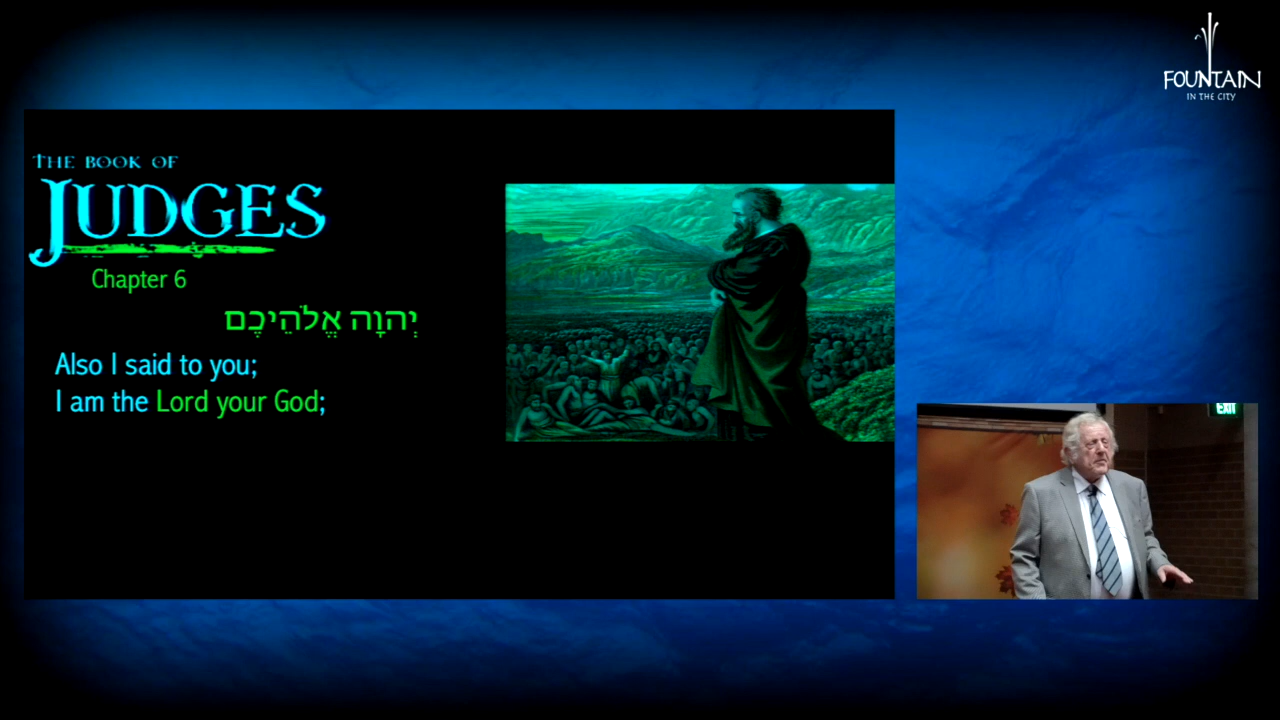 FOUNTAIN
IN THE CITY
THE BOOK OF
JUDGES
Chapter 6
יְהוָה אֱלֹהֵיכֶם
Also I said to you;
I am the Lord your God;
EXIT